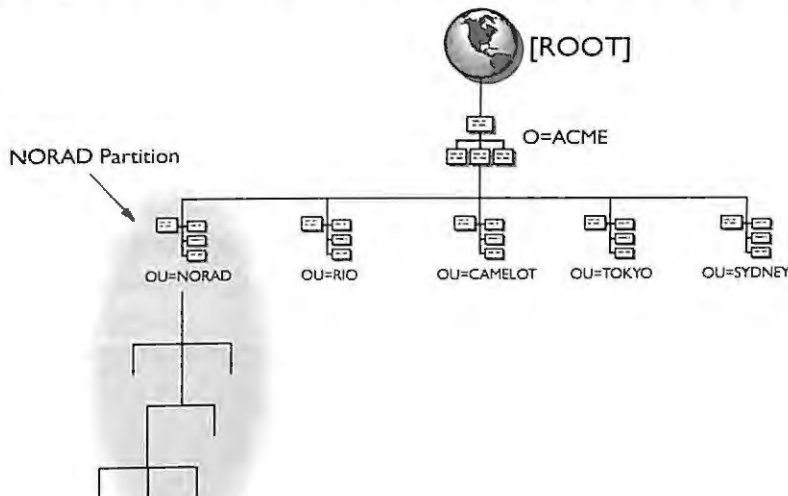 [ROOT]
O=ACME
NORAD Partition
OU=NORAD
OU=RIO
OU=CAMELOT
OU=TOKYO
OU=SYDNEY